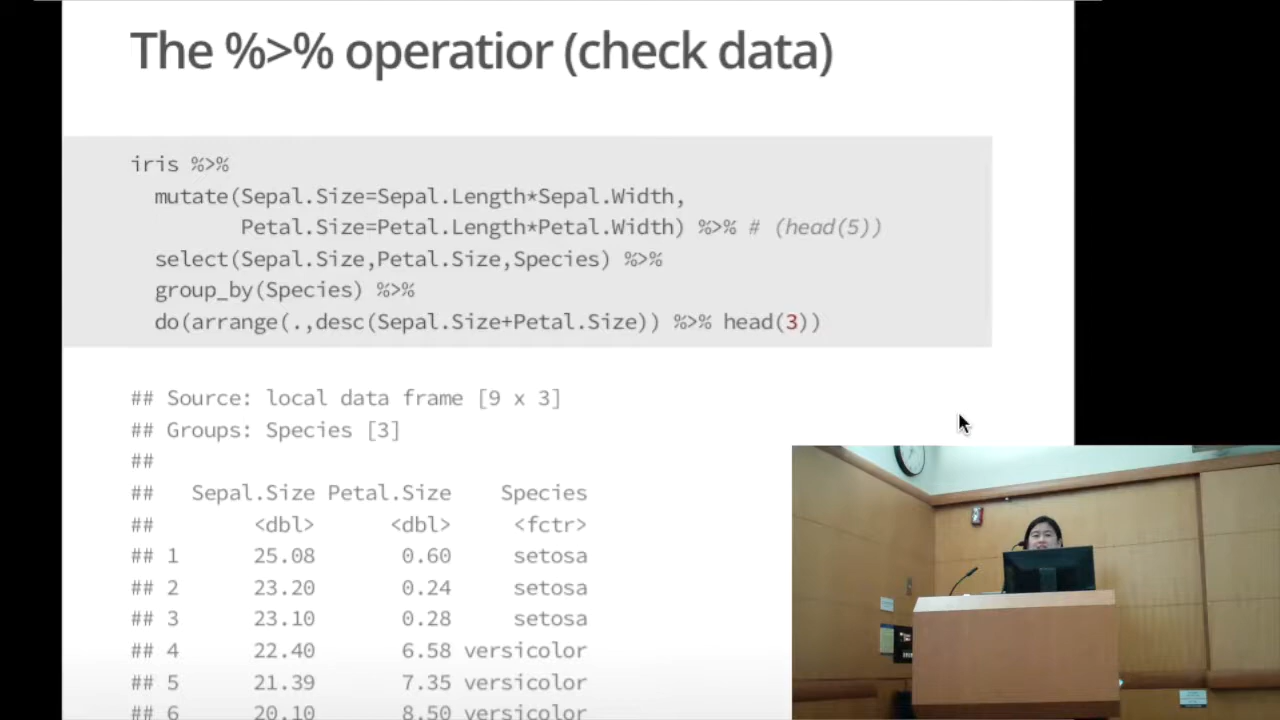 The %>% operatior (check data)
iris %>%
  mutate(Sepal.Size=Sepal.Length*Sepal.Width,
         Petal.Size=Petal.Length*Petal.Width) %>% # (head(5))
  select(Sepal.Size,Petal.Size,Species) %>%
  group_by(Species) %>%
  do(arrange(.,desc(Sepal.Size+Petal.Size)) %>% head(3))
## Source: local data frame [9 x 3]
## Groups: Species [3]
##
##   Sepal.Size Petal.Size    Species
##        <dbl>      <dbl>     <fctr>
## 1      25.08       0.60     setosa
## 2      23.20       0.24     setosa
## 3      23.10       0.28     setosa
## 4      22.40       6.58 versicolor
## 5      21.39       7.35 versicolor
## 6      20.10       8.50 versicolor